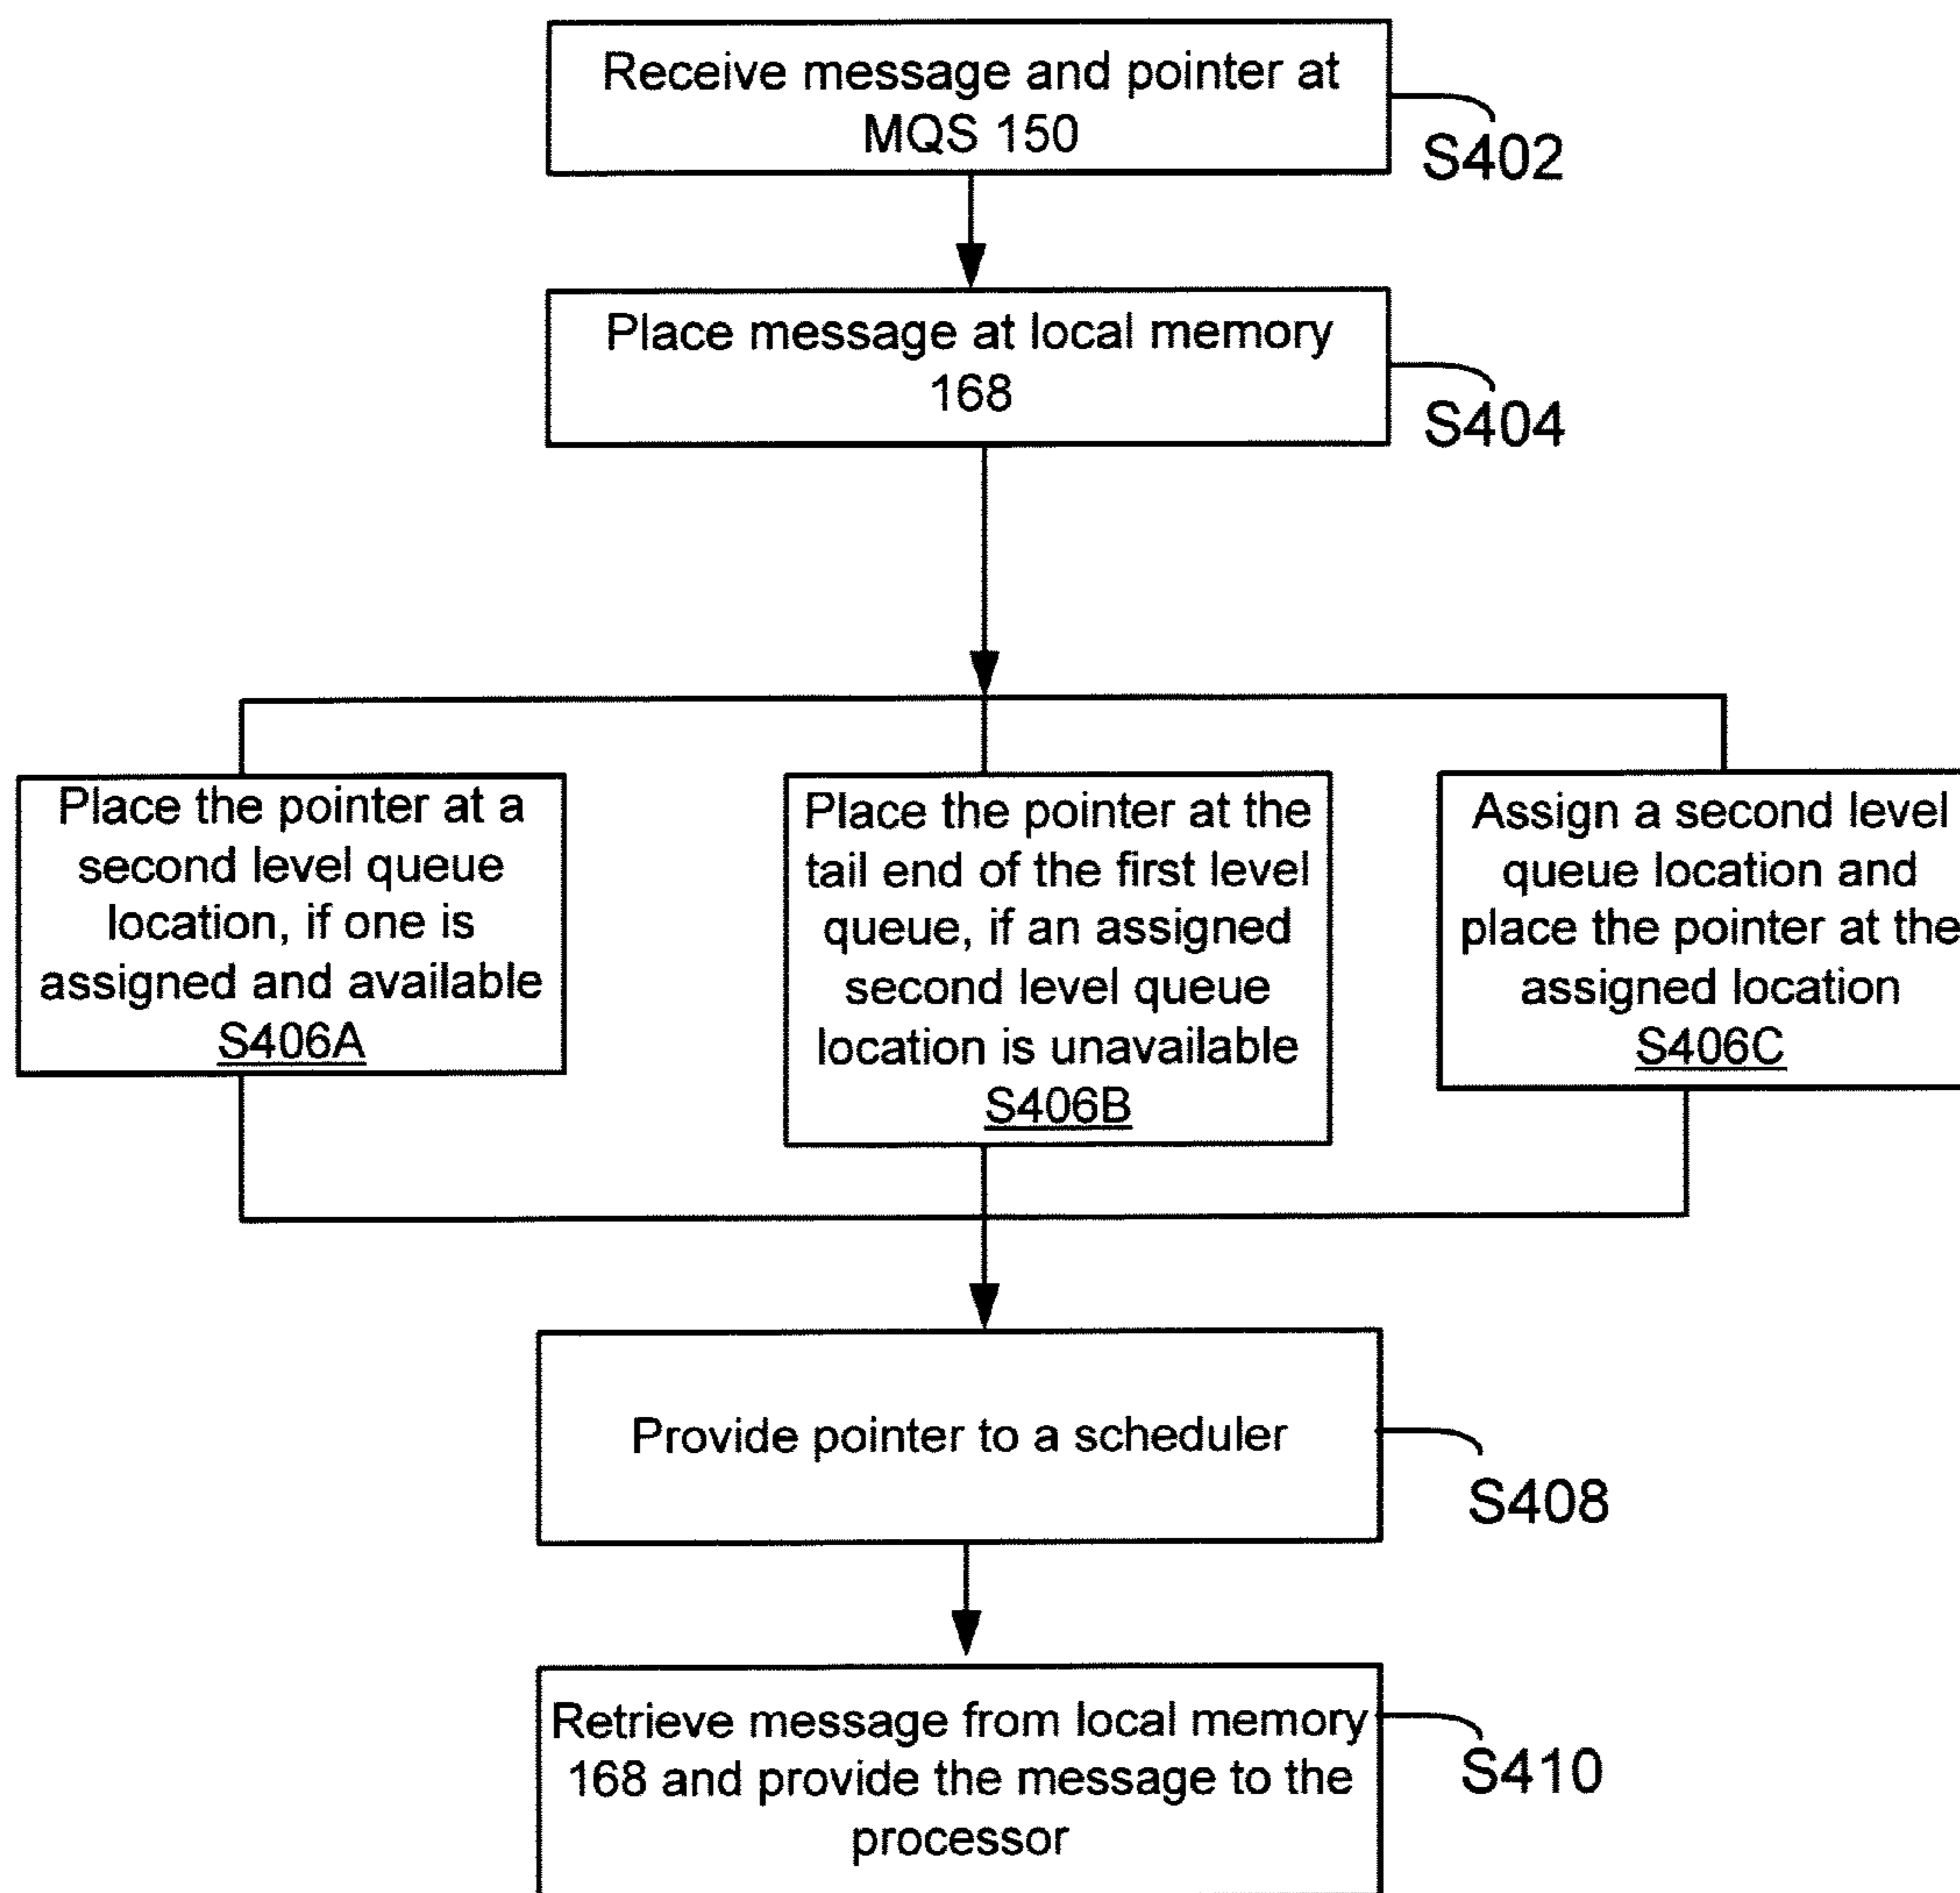 Receive message and pointer at
MQS 150
S402
Place message at local memory
168
S404
Place the pointer at a
second level queue
location, if one is
assigned and available
S406A
Place the pointer at the
tail end of the first level
queue, if an assigned
second level queue
location is unavailable
S406B
Assign a second level
queue location and
place the pointer at the
assigned location
S406C
Provide pointer to a scheduler
S408
Retrieve message from local memory
168 and provide the message to the
processor
S410